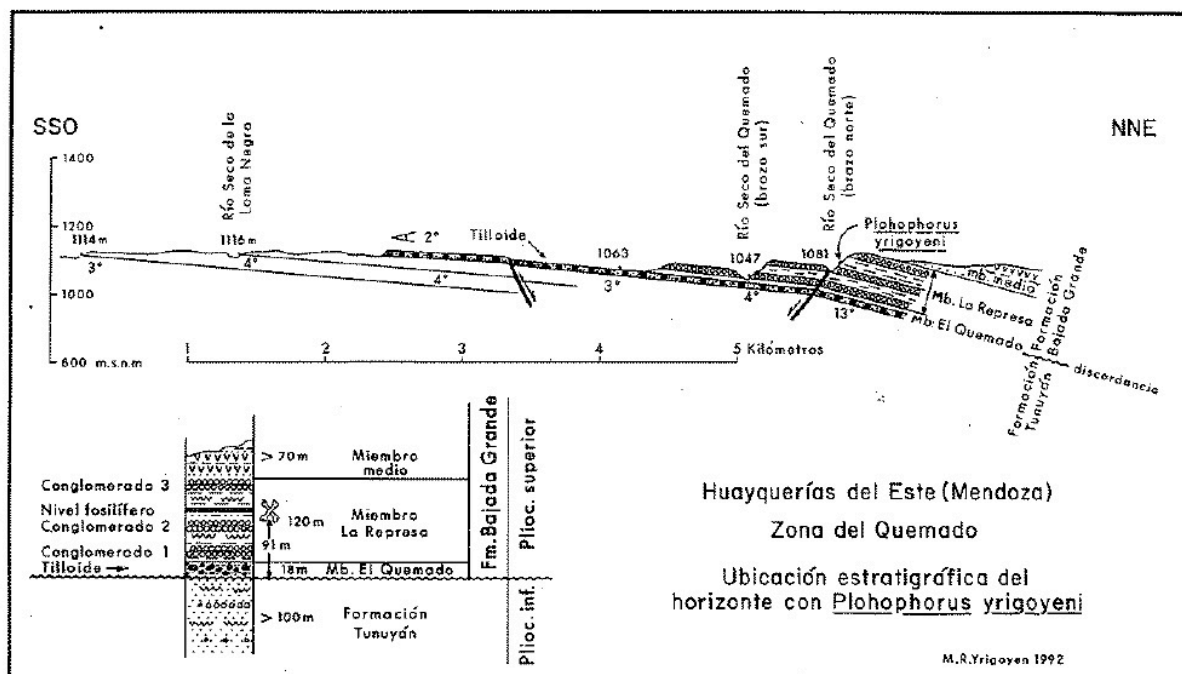 SSO
NNE
1400
1200
1000
600 m.s.n.m
Río Seco de la
Loma Negra
Río Seco del Quemado
(brazo sur)
Río Seco del Quemado
(brazo norte)
Plohophorus
yrigoyeni
1114 m
1116 m
2°
Tilloide
1063
1047
1081
3°
4°
4°
3°
4°
13°
mb. medio
Mb. La Represa
Mb. El Quemado
Formación
Bajada Grande
discordancia
Formación
Tunuyán
1
2
3
4
5
Kilómetros
Conglomerado 3
Nivel fosilífero
Conglomerado 2
Conglomerado 1
Tilloide
> 70m
120m
91m
18m
> 100m
Miembro
medio
Miembro
La Represa
Mb. El Quemado
Formación
Tunuyán
Fm. Bajada Grande
Plioc. superior
Plioc. inf.
Huayquerías del Este (Mendoza)
Zona del Quemado
Ubicación estratigráfica del
horizonte con Plohophorus yrigoyeni
M.R.Yrigoyen 1992